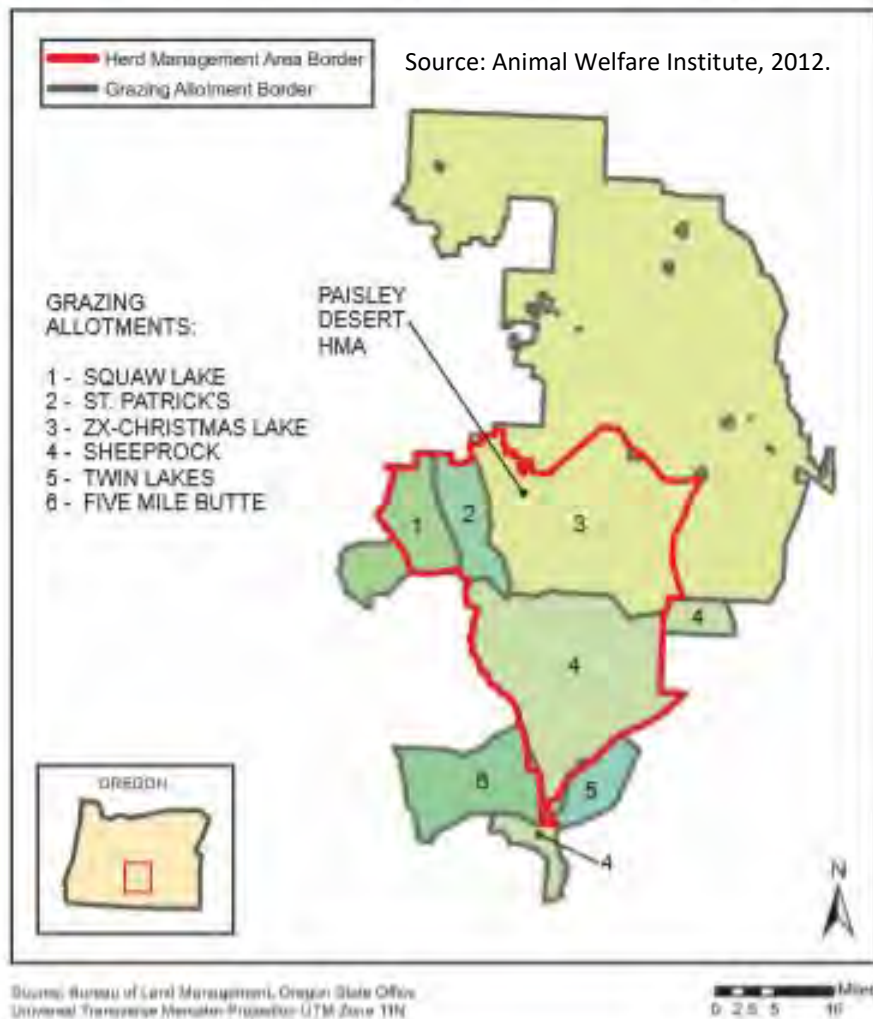 Herd Management Area Border
Grazing Allotment Border
Source: Animal Welfare Institute, 2012.
GRAZING
ALLOTMENTS:
1 - SQUAW LAKE
2 - ST. PATRICK'S
3 - ZX-CHRISTMAS LAKE
4 - SHEEPROCK
5 - TWIN LAKES
6 - FIVE MILE BUTTE
PAISLEY
DESERT
HMA
1
2
3
4
4
6
5
4
OREGON
N
Source: Bureau of Land Management, Oregon State Office
Universal Transverse Mercator Projection UTM Zone 11N
Miles
0 2.5 5 10